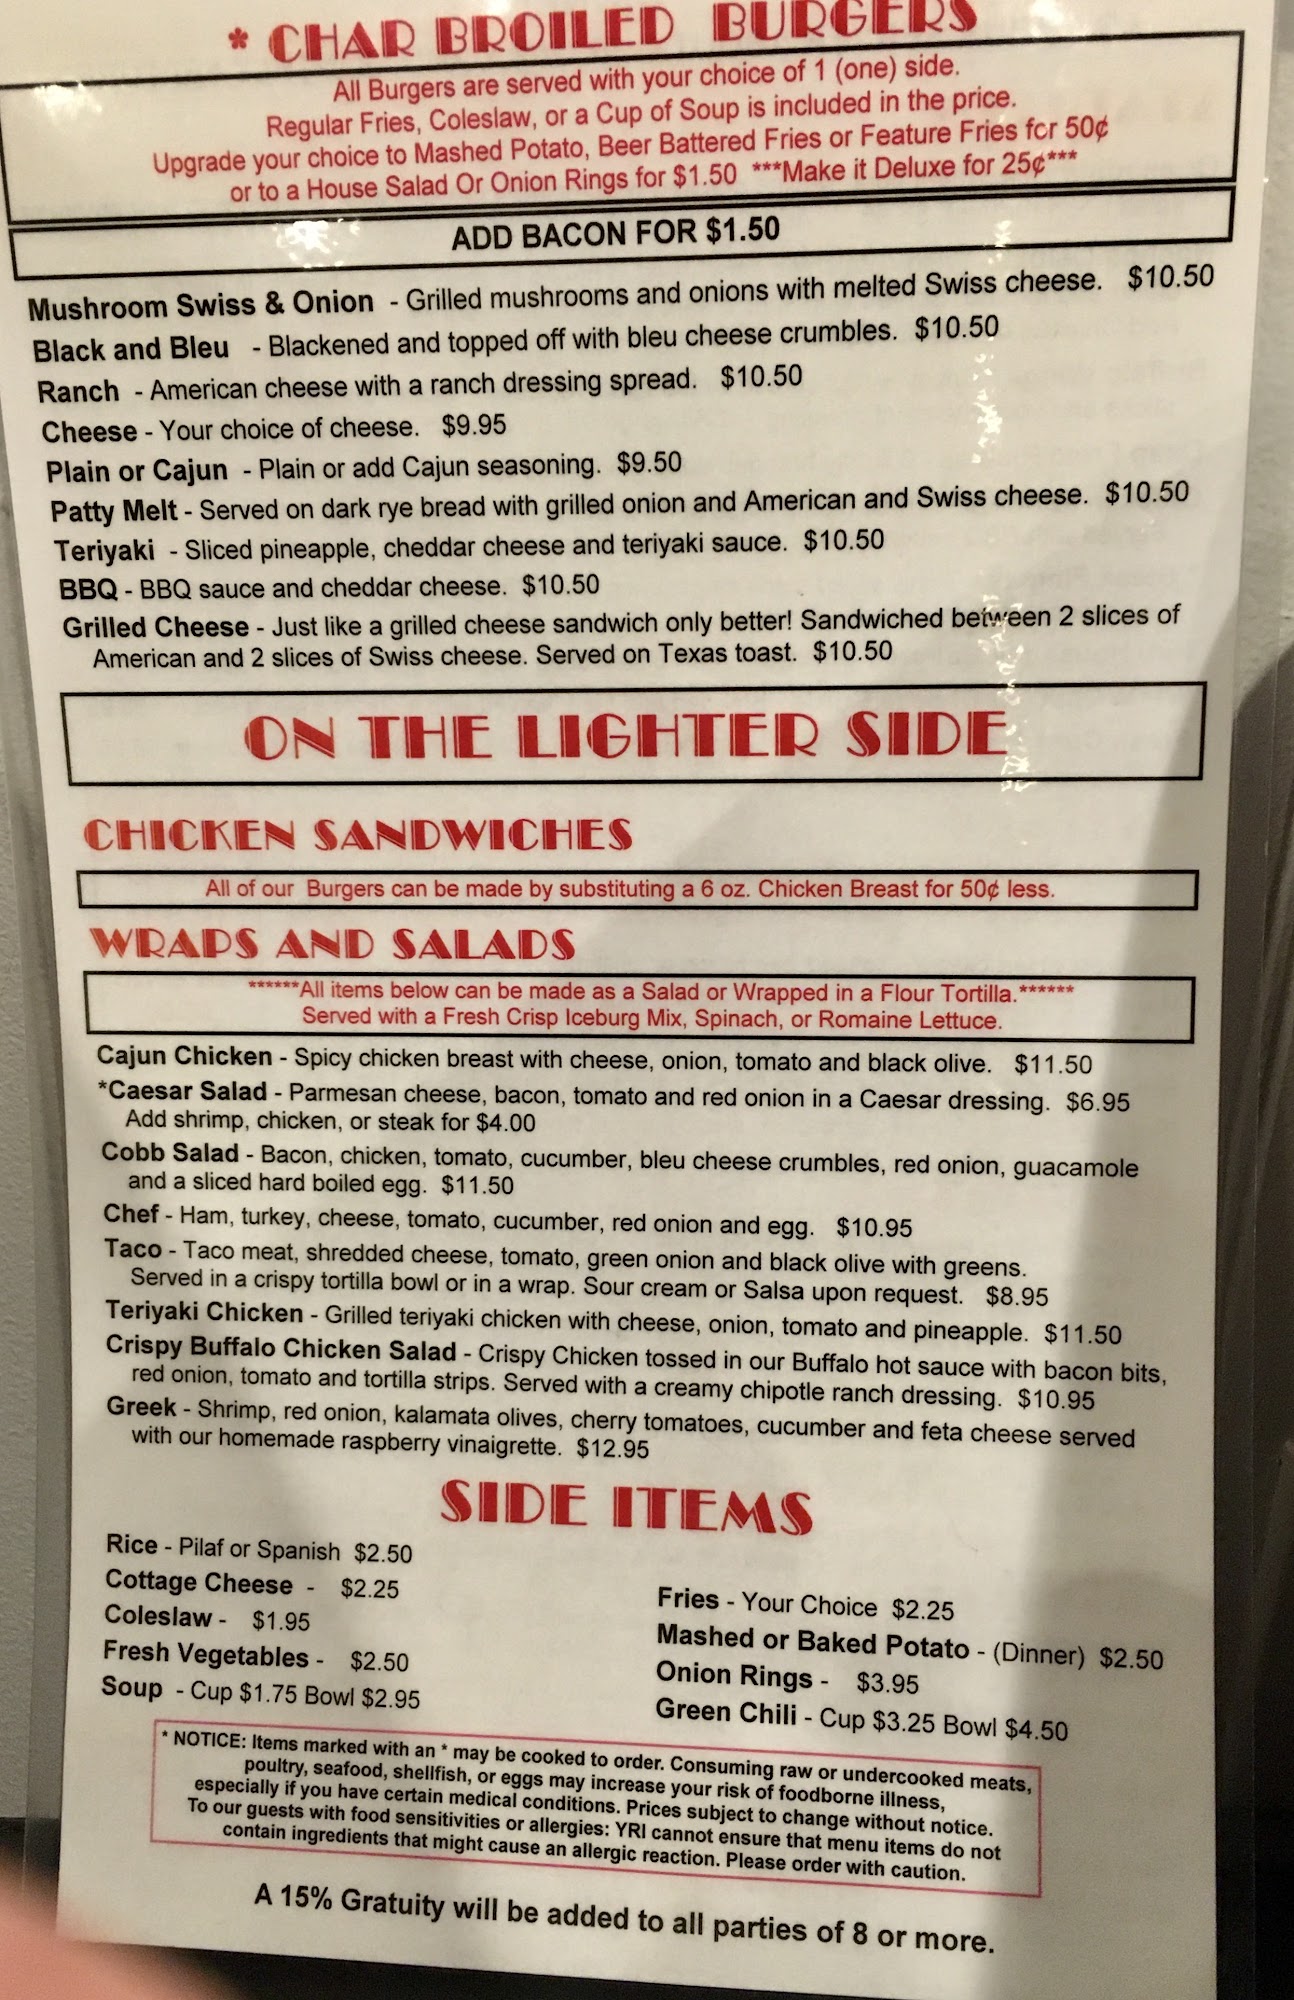 * CHAR BROILED BURGERS
All Burgers are served with your choice of 1 (one) side.
Regular Fries, Coleslaw, or a Cup of Soup is included in the price.
Upgrade your choice to Mashed Potato, Beer Battered Fries or Feature Fries for 50¢
or to a House Salad Or Onion Rings for $1.50 ***Make it Deluxe for 25¢***
ADD BACON FOR $1.50
Mushroom Swiss & Onion - Grilled mushrooms and onions with melted Swiss cheese. $10.50
Black and Bleu - Blackened and topped off with bleu cheese crumbles. $10.50
Ranch - American cheese with a ranch dressing spread. $10.50
Cheese - Your choice of cheese. $9.95
Plain or Cajun - Plain or add Cajun seasoning. $9.50
Patty Melt - Served on dark rye bread with grilled onion and American and Swiss cheese. $10.50
Teriyaki - Sliced pineapple, cheddar cheese and teriyaki sauce. $10.50
BBQ - BBQ sauce and cheddar cheese. $10.50
Grilled Cheese - Just like a grilled cheese sandwich only better! Sandwiched between 2 slices of
American and 2 slices of Swiss cheese. Served on Texas toast. $10.50
ON THE LIGHTER SIDE
CHICKEN SANDWICHES
All of our Burgers can be made by substituting a 6 oz. Chicken Breast for 50¢ less.
WRAPS AND SALADS
******All items below can be made as a Salad or Wrapped in a Flour Tortilla.******
Served with a Fresh Crisp Iceburg Mix, Spinach, or Romaine Lettuce.
Cajun Chicken - Spicy chicken breast with cheese, onion, tomato and black olive. $11.50
*Caesar Salad - Parmesan cheese, bacon, tomato and red onion in a Caesar dressing. $6.95
Add shrimp, chicken, or steak for $4.00
Cobb Salad - Bacon, chicken, tomato, cucumber, bleu cheese crumbles, red onion, guacamole
and a sliced hard boiled egg. $11.50
Chef - Ham, turkey, cheese, tomato, cucumber, red onion and egg. $10.95
Taco - Taco meat, shredded cheese, tomato, green onion and black olive with greens.
Served in a crispy tortilla bowl or in a wrap. Sour cream or Salsa upon request. $8.95
Teriyaki Chicken - Grilled teriyaki chicken with cheese, onion, tomato and pineapple. $11.50
Crispy Buffalo Chicken Salad - Crispy Chicken tossed in our Buffalo hot sauce with bacon bits,
red onion, tomato and tortilla strips. Served with a creamy chipotle ranch dressing. $10.95
Greek - Shrimp, red onion, kalamata olives, cherry tomatoes, cucumber and feta cheese served
with our homemade raspberry vinaigrette. $12.95
SIDE ITEMS
Rice - Pilaf or Spanish $2.50
Cottage Cheese - $2.25
Coleslaw - $1.95
Fresh Vegetables - $2.50
Soup - Cup $1.75 Bowl $2.95
Fries - Your Choice $2.25
Mashed or Baked Potato - (Dinner) $2.50
Onion Rings - $3.95
Green Chili - Cup $3.25 Bowl $4.50
* NOTICE: Items marked with an * may be cooked to order. Consuming raw or undercooked meats,
poultry, seafood, shellfish, or eggs may increase your risk of foodborne illness,
especially if you have certain medical conditions. Prices subject to change without notice.
To our guests with food sensitivities or allergies: YRI cannot ensure that menu items do not
contain ingredients that might cause an allergic reaction. Please order with caution.
A 15% Gratuity will be added to all parties of 8 or more.